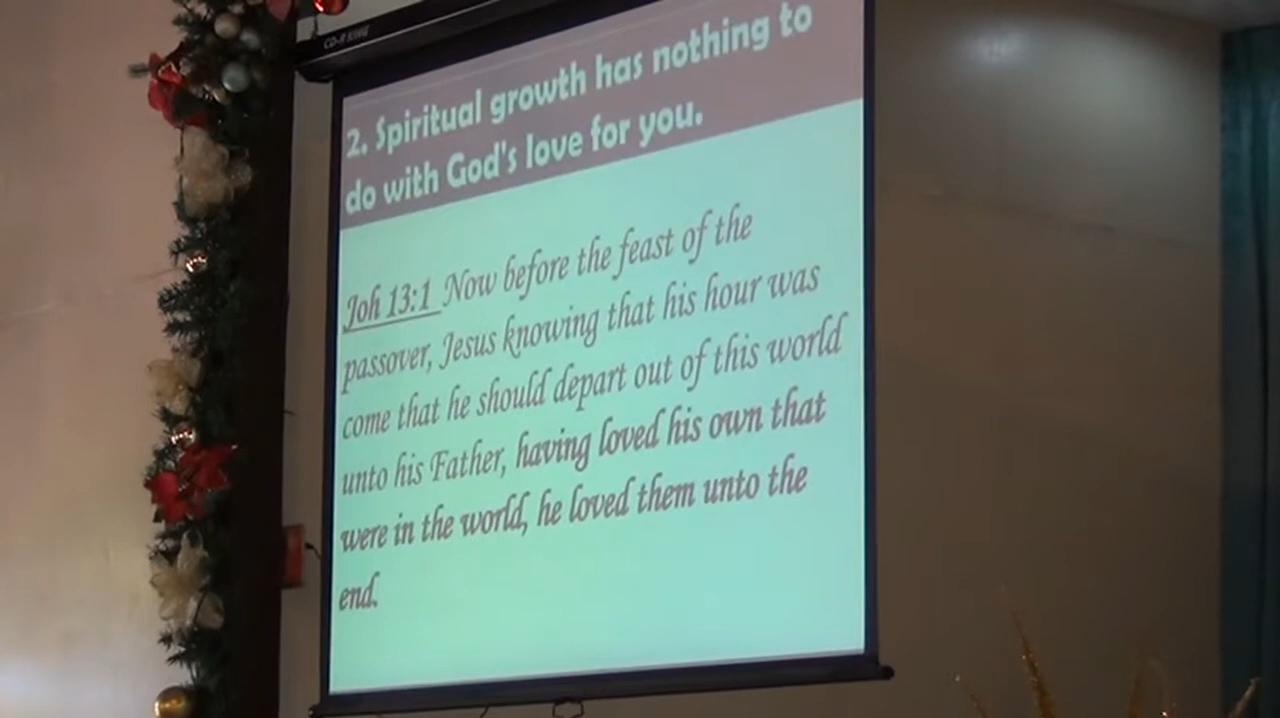 CD-R KING
2. Spiritual growth has nothing to
do with God's love for you.
Joh 13:1 Now before the feast of the
passover, Jesus knowing that his hour was
come that he should depart out of this world
unto his Father, having loved his own that
were in the world, he loved them unto the
end.